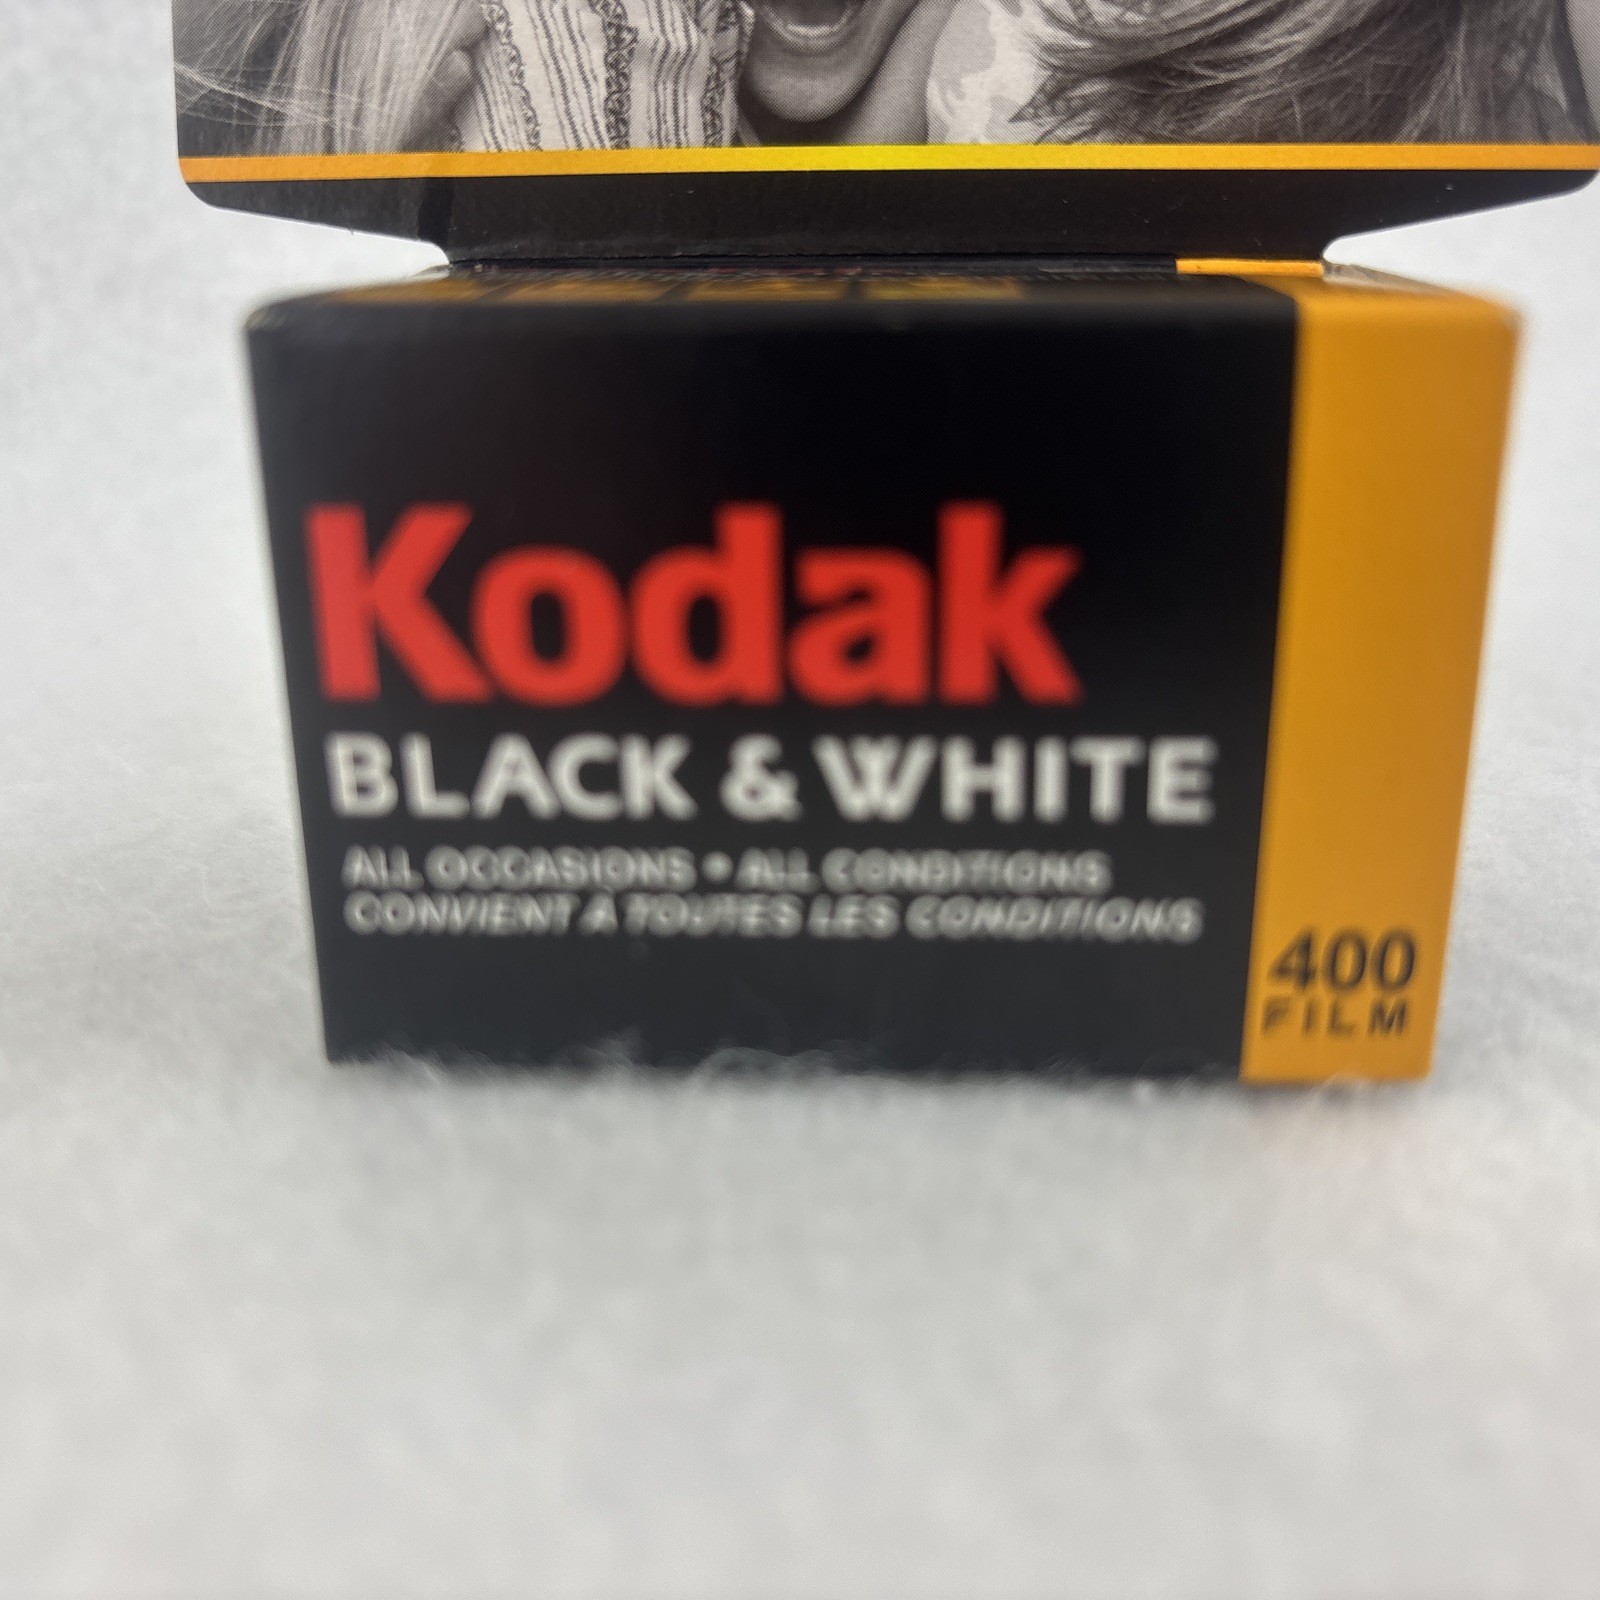 Kodak
BLACK & WHITE
ALL OCCASIONS • ALL CONDITIONS
CONVIENT À TOUTES LES CONDITIONS
400
FILM